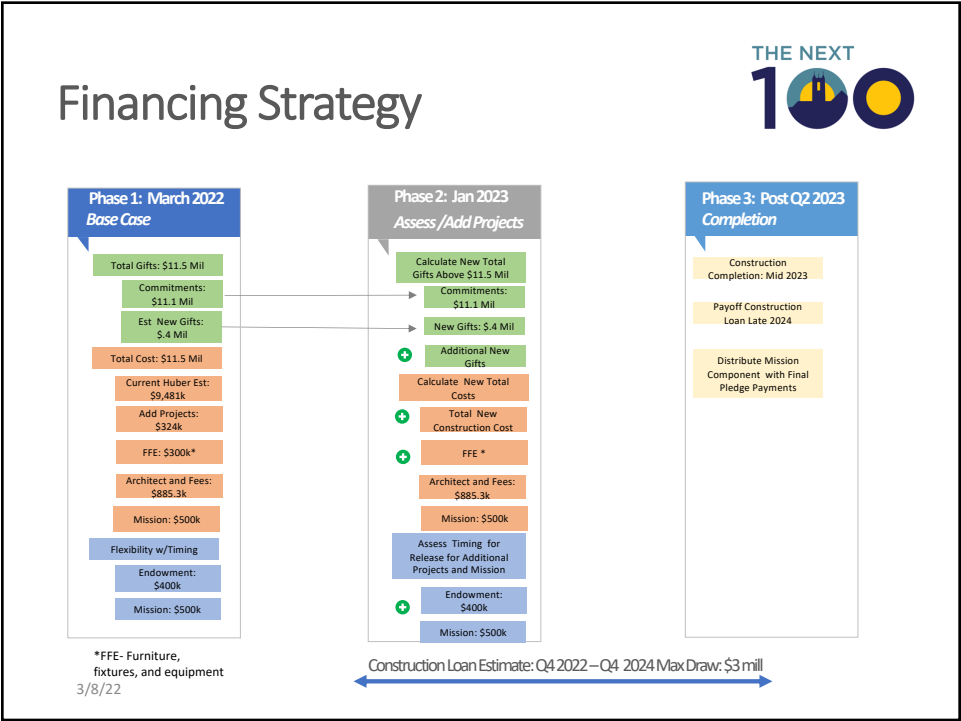 THE NEXT
100
Financing Strategy
Phase 1: March 2022
Base Case
Total Gifts: $11.5 Mil
Commitments:
$11.1 Mil
Est New Gifts:
$.4 Mil
Total Cost: $11.5 Mil
Current Huber Est:
$9,481k
Add Projects:
$324k
FFE: $300k*
Architect and Fees:
$885.3k
Mission: $500k
Flexibility w/Timing
Endowment:
$400k
Mission: $500k
*FFE- Furniture,
fixtures, and equipment
3/8/22
Phase 2: Jan 2023
Assess /Add Projects
Calculate New Total
Gifts Above $11.5 Mil
Commitments:
$11.1 Mil
New Gifts: $.4 Mil
Additional New
Gifts
Calculate New Total
Costs
Total New
Construction Cost
FFE *
Architect and Fees:
$885.3k
Mission: $500k
Assess Timing for
Release for Additional
Projects and Mission
Endowment:
$400k
Mission: $500k
Phase 3: Post Q2 2023
Completion
Construction
Completion: Mid 2023
Payoff Construction
Loan Late 2024
Distribute Mission
Component with Final
Pledge Payments
Construction Loan Estimate: Q4 2022 – Q4 2024 Max Draw: $3 mill